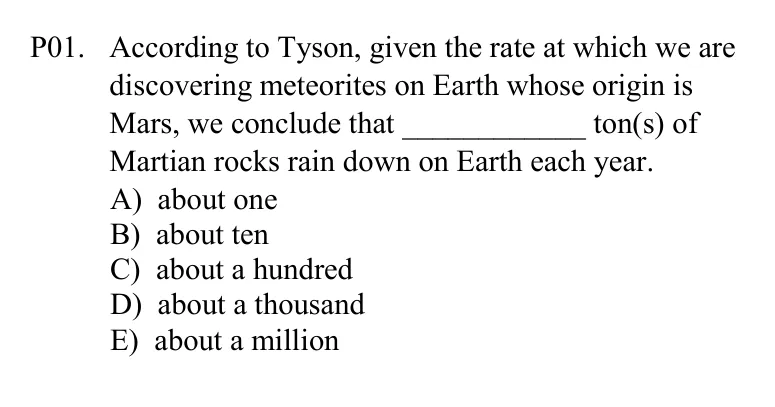 P01. According to Tyson, given the rate at which we are
discovering meteorites on Earth whose origin is
Mars, we conclude that ____________ ton(s) of
Martian rocks rain down on Earth each year.
A) about one
B) about ten
C) about a hundred
D) about a thousand
E) about a million